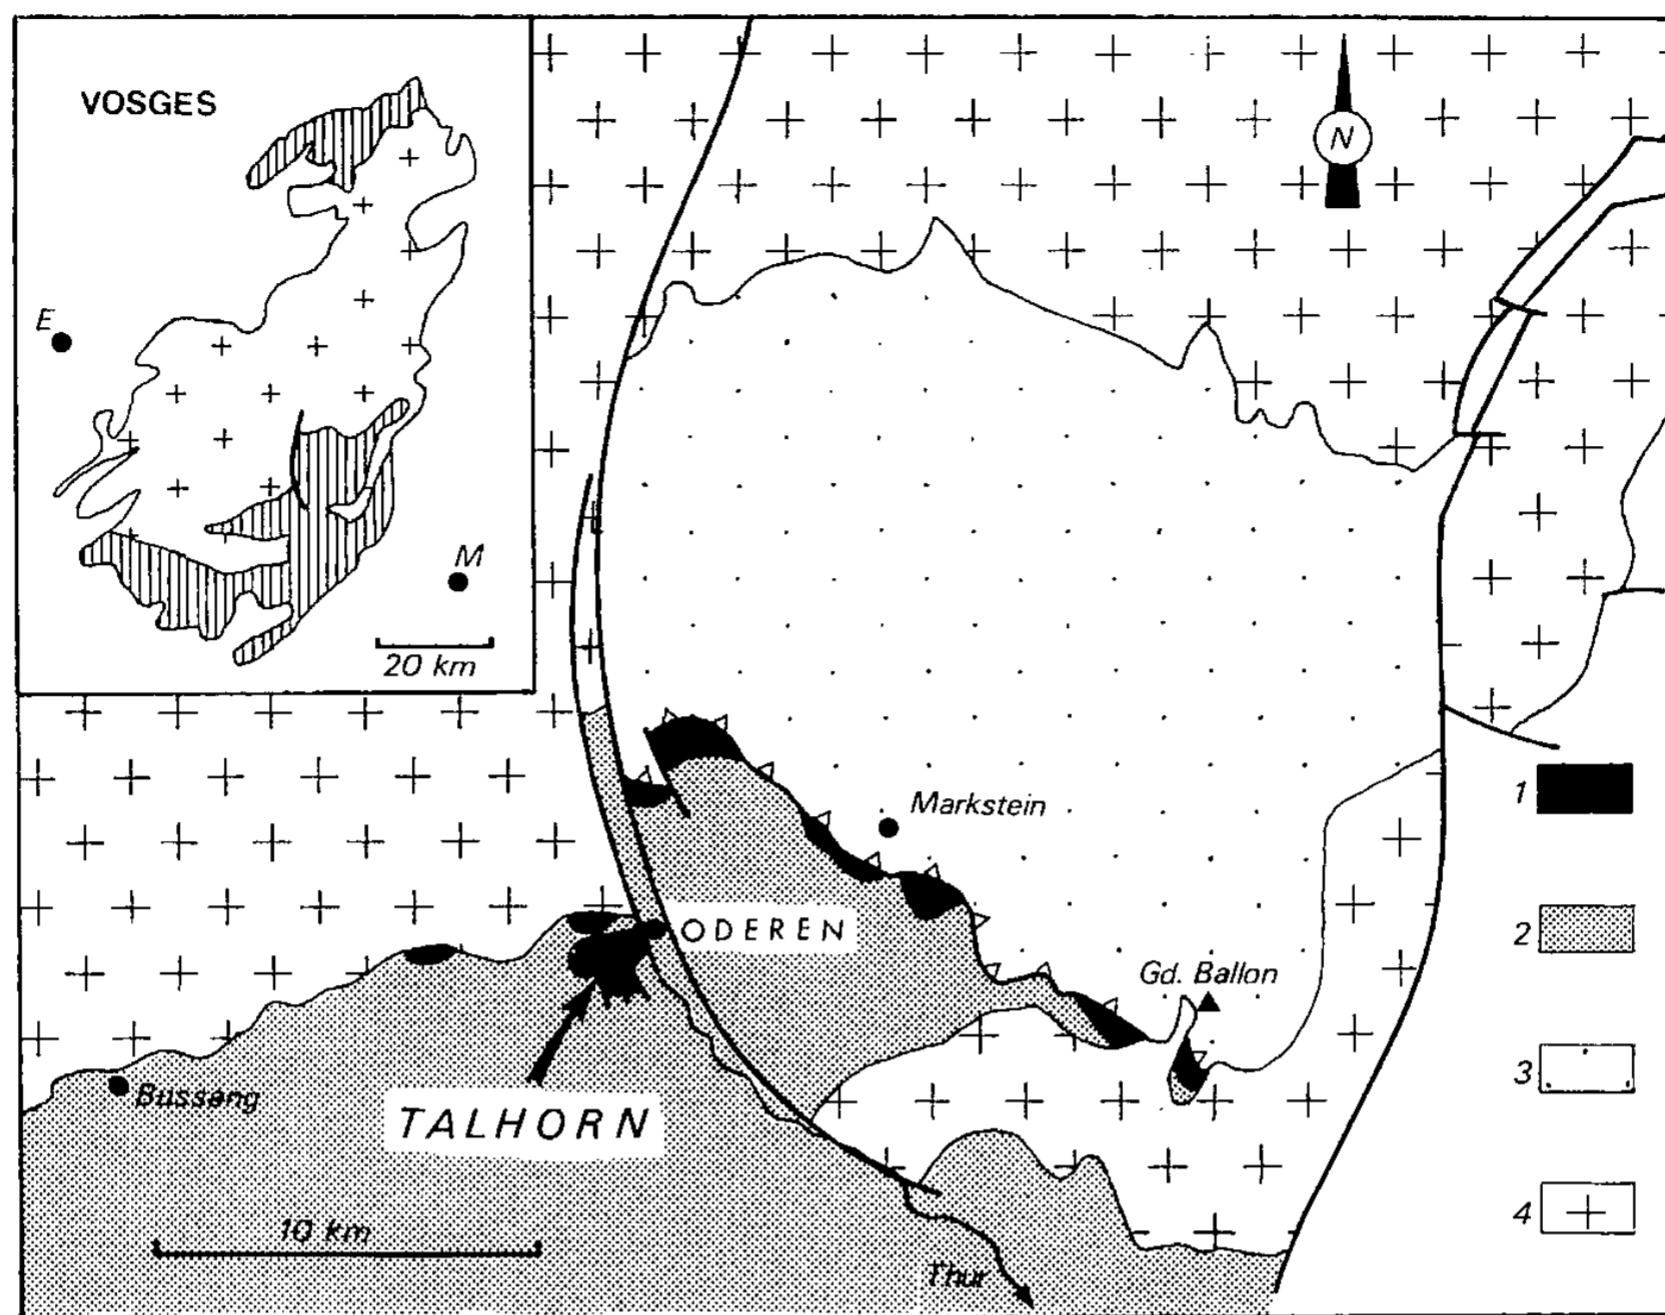 VOSGES
E
M
20 km
N
Markstein
1
ODEREN
2
Gd. Ballon
3
Bussang
TALHORN
4
10 km
Thur